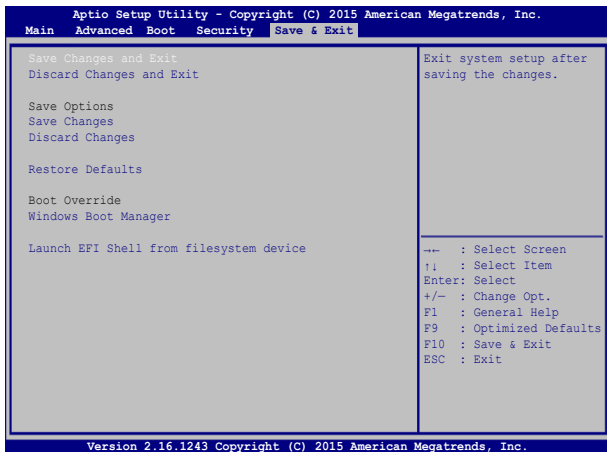 Aptio Setup Utility - Copyright (C) 2015 American Megatrends, Inc.
Main Advanced Boot Security Save & Exit
Save Changes and Exit
Discard Changes and Exit
Save Options
Save Changes
Discard Changes
Restore Defaults
Boot Override
Windows Boot Manager
Launch EFI Shell from filesystem device
Exit system setup after
saving the changes.
→← : Select Screen
↑↓ : Select Item
Enter: Select
+/— : Change Opt.
F1 : General Help
F9 : Optimized Defaults
F10 : Save & Exit
ESC : Exit
Version 2.16.1243 Copyright (C) 2015 American Megatrends, Inc.